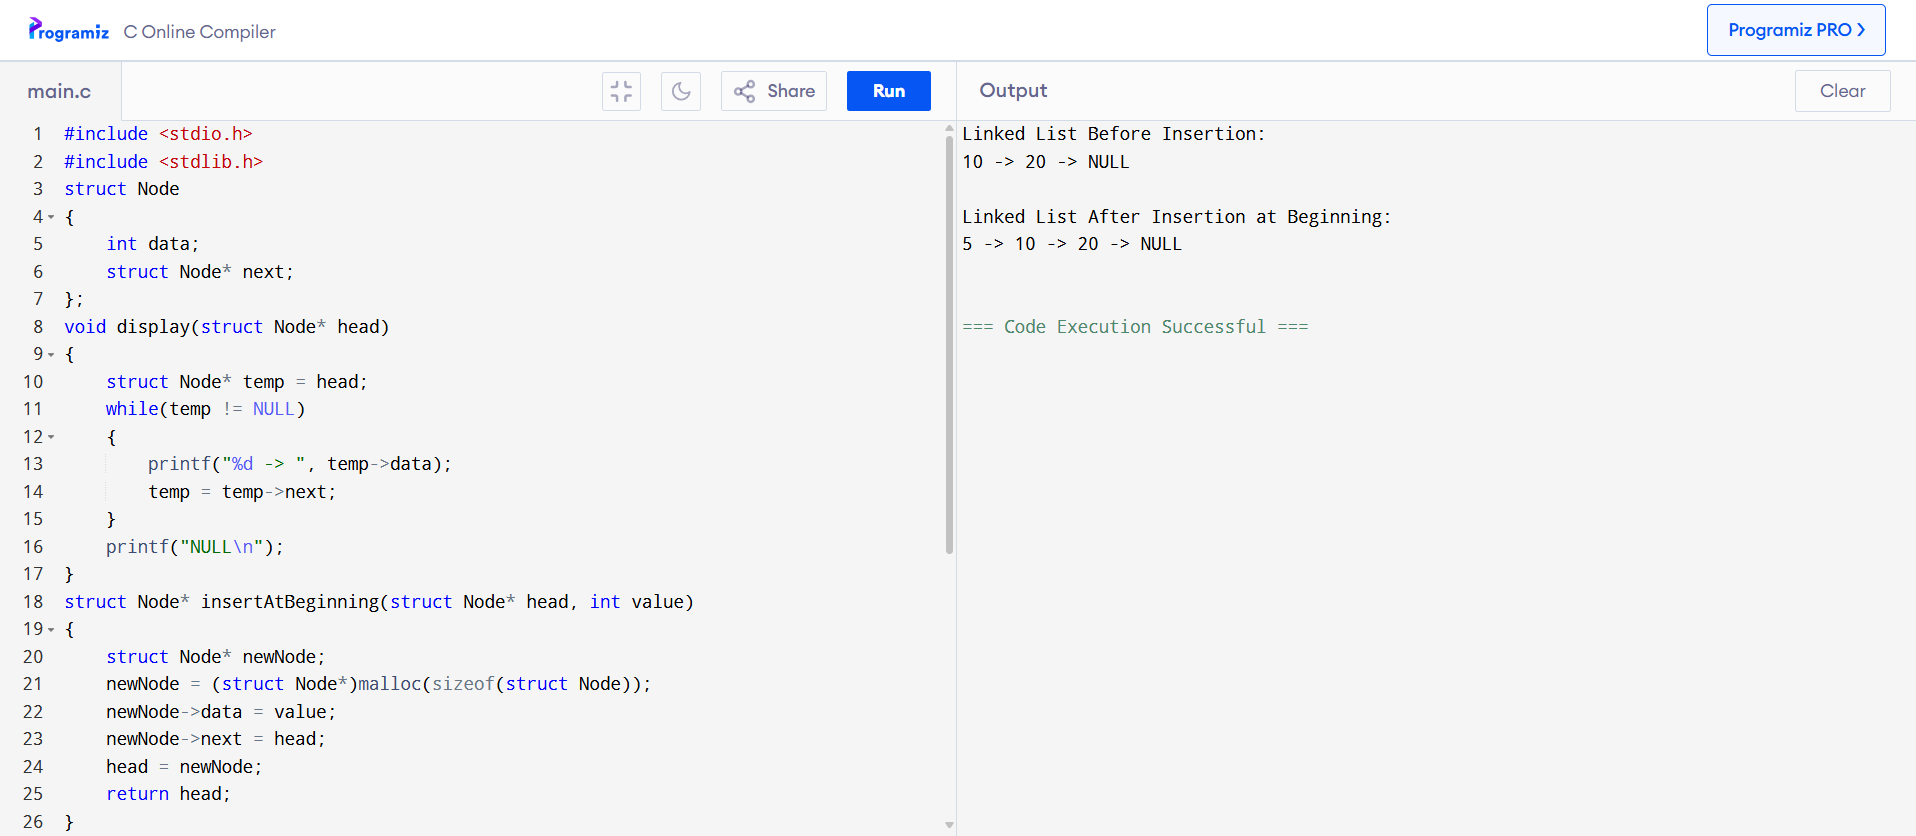 Programiz C Online Compiler
Programiz PRO ❯
main.c
Share
Run
Output
Clear
1 #include <stdio.h>
2 #include <stdlib.h>
3 struct Node
4 {
5     int data;
6     struct Node* next;
7 };
8 void display(struct Node* head)
9 {
10     struct Node* temp = head;
11     while(temp != NULL)
12     {
13         printf("%d -> ", temp->data);
14         temp = temp->next;
15     }
16     printf("NULL\n");
17 }
18 struct Node* insertAtBeginning(struct Node* head, int value)
19 {
20     struct Node* newNode;
21     newNode = (struct Node*)malloc(sizeof(struct Node));
22     newNode->data = value;
23     newNode->next = head;
24     head = newNode;
25     return head;
26 }
Linked List Before Insertion:
10 -> 20 -> NULL
Linked List After Insertion at Beginning:
5 -> 10 -> 20 -> NULL
=== Code Execution Successful ===